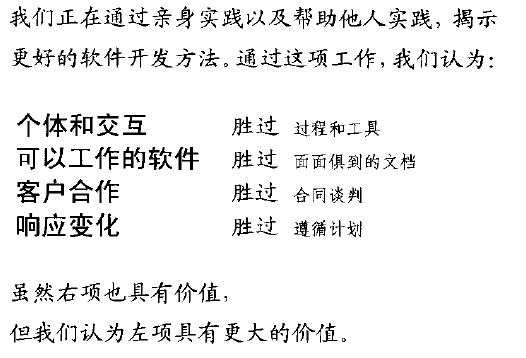 我们正在通过亲身实践以及帮助他人实践，揭示
更好的软件开发方法。通过这项工作，我们认为：
个体和交互 胜过 过程和工具
可以工作的软件 胜过 面面俱到的文档
客户合作 胜过 合同谈判
响应变化 胜过 遵循计划
虽然右项也具有价值，
但我们认为左项具有更大的价值。